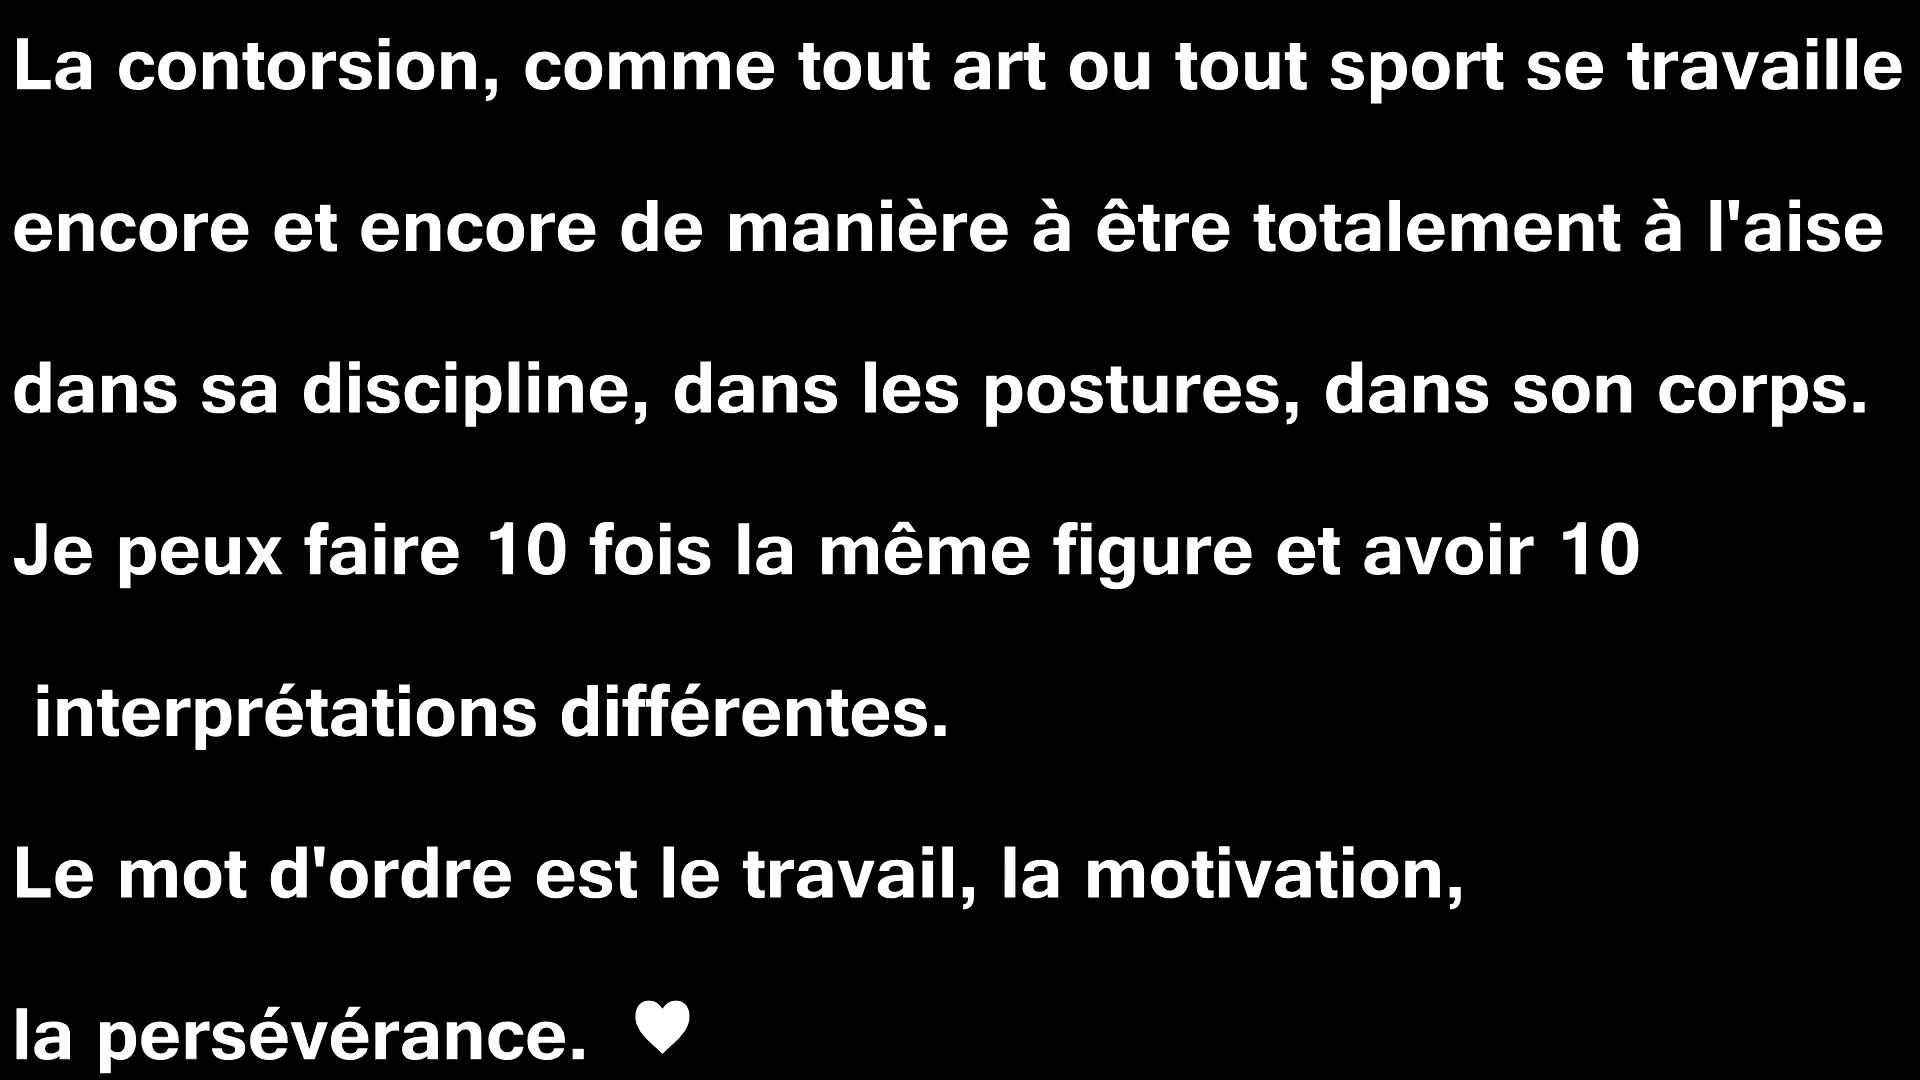 La contorsion, comme tout art ou tout sport se travaille
encore et encore de manière à être totalement à l'aise
dans sa discipline, dans les postures, dans son corps.
Je peux faire 10 fois la même figure et avoir 10
interprétations différentes.
Le mot d'ordre est le travail, la motivation,
la persévérance. ♥